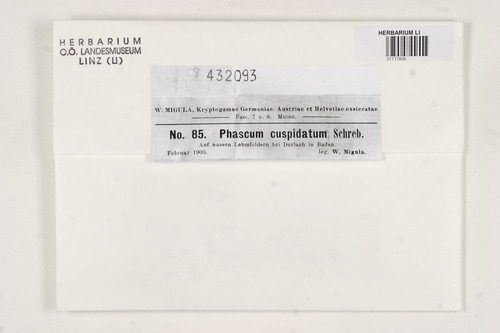 HERBARIUM
O.Ö. LANDESMUSEUM
LINZ (LI)
HERBARIUM LI
432093
W. MIGULA, Kryptogamae Germaniae, Austriae et Helvetiae exsiccatae
Fasc. 7 u. 8. Moose.
No. 85. Phascum cuspidatum Schreb.
Auf nassen Lehmfeldern bei Durlach in Baden
Februar 1903. leg. W. Migula.